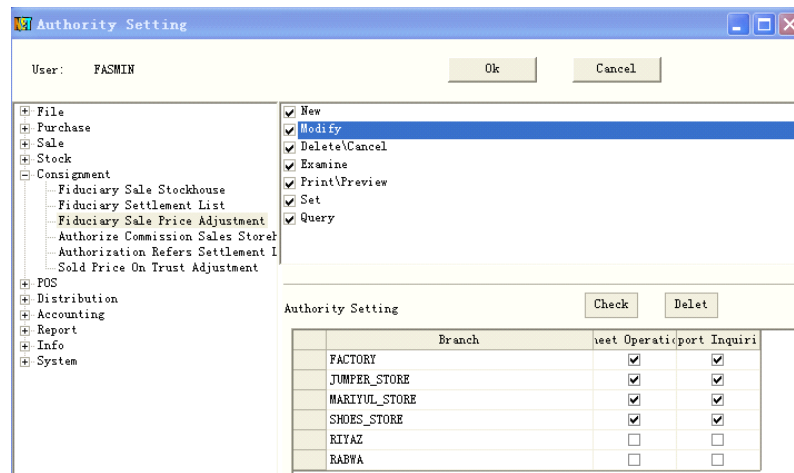 Authority Setting
User: FASMIN Ok Cancel
File
Purchase
Sale
Stock
Consignment
Fiduciary Sale Stockhouse
Fiduciary Settlement List
Fiduciary Sale Price Adjustment
Authorize Commission Sales Storeh
Authorization Refers Settlement L
Sold Price On Trust Adjustment
POS
Distribution
Accounting
Report
Info
System
New
Modify
Delete\Cancel
Examine
Print\Preview
Set
Query
Authority Setting Check Delet
Branch heet Operatio port Inquiri
FACTORY
JUMPER_STORE
MARIYUL_STORE
SHOES_STORE
RIYAZ
RABWA